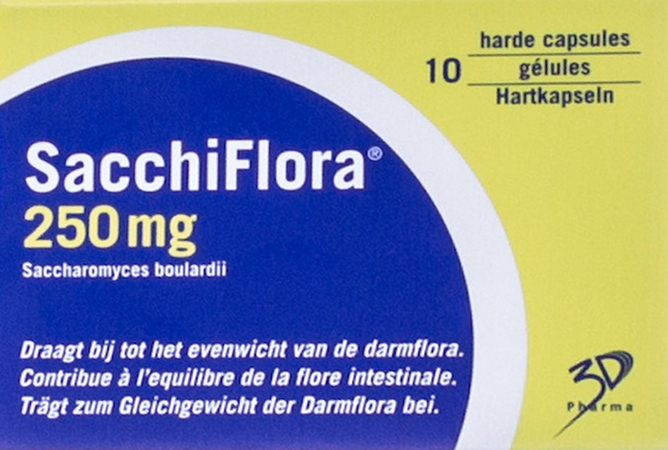 harde capsules
10 gélules
Hartkapseln
SacchiFlora®
250 mg
Saccharomyces boulardii
Draagt bij tot het evenwicht van de darmflora.
Contribue à l'equilibre de la flore intestinale.
Trägt zum Gleichgewicht der Darmflora bei.
3D
Pharma